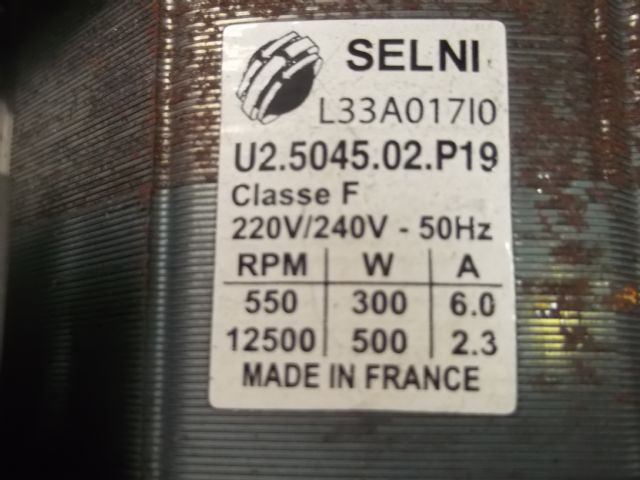 SELNI
L33A017I0
U2.5045.02.P19
Classe F
220V/240V - 50Hz
RPM W A
550 300 6.0
12500 500 2.3
MADE IN FRANCE